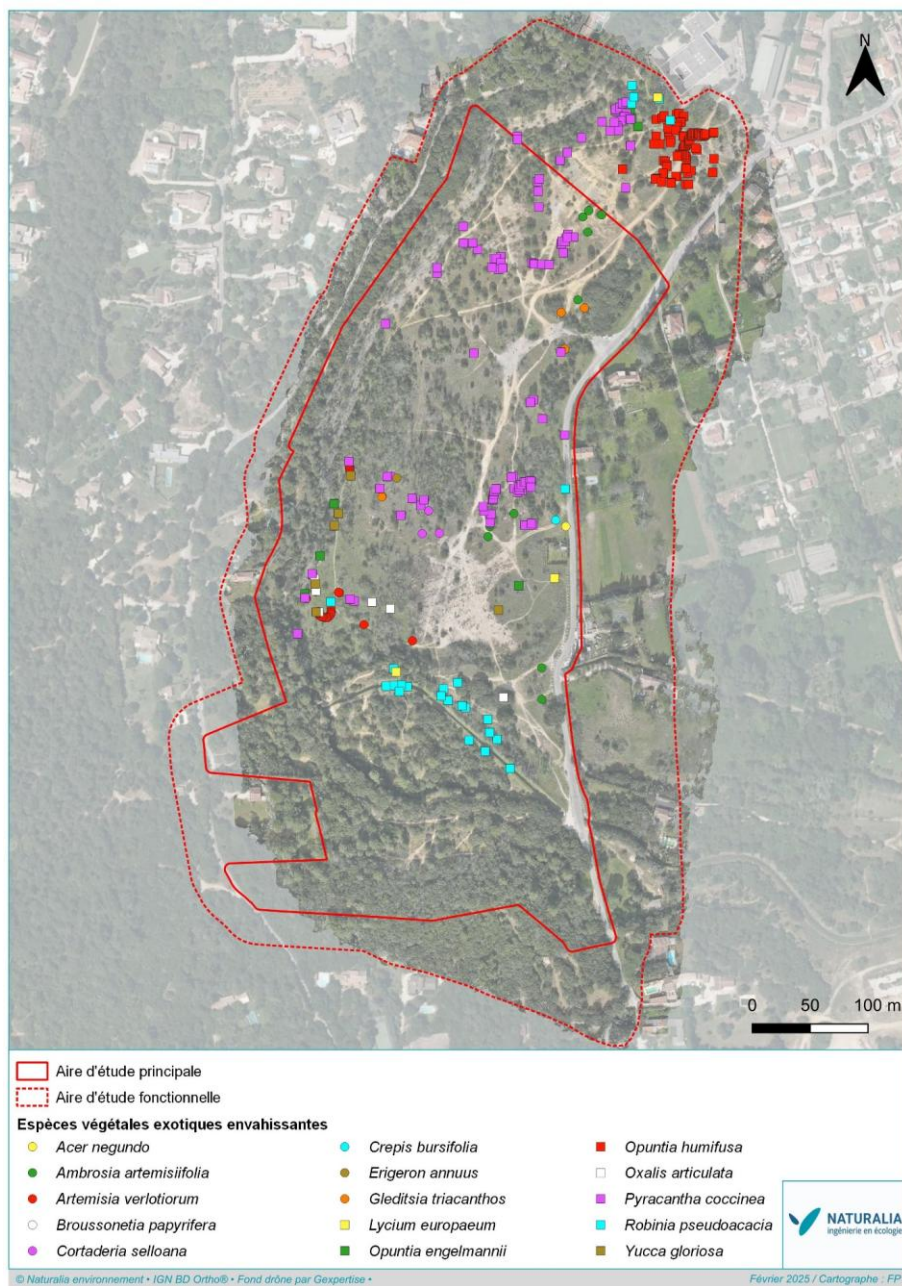 N
0 50 100 m
Aire d'étude principale
Aire d'étude fonctionnelle
Espèces végétales exotiques envahissantes
Acer negundo
Ambrosia artemisiifolia
Artemisia verlotiorum
Broussonetia papyrifera
Cortaderia selloana
Crepis bursifolia
Erigeron annuus
Gleditsia triacanthos
Lycium europaeum
Opuntia engelmannii
Opuntia humifusa
Oxalis articulata
Pyracantha coccinea
Robinia pseudoacacia
Yucca gloriosa
NATURALIA
ingénierie en écologie
© Naturalia environnement • IGN BD Ortho® • Fond drône par Gexpertise •
Février 2025 / Cartographe : FP